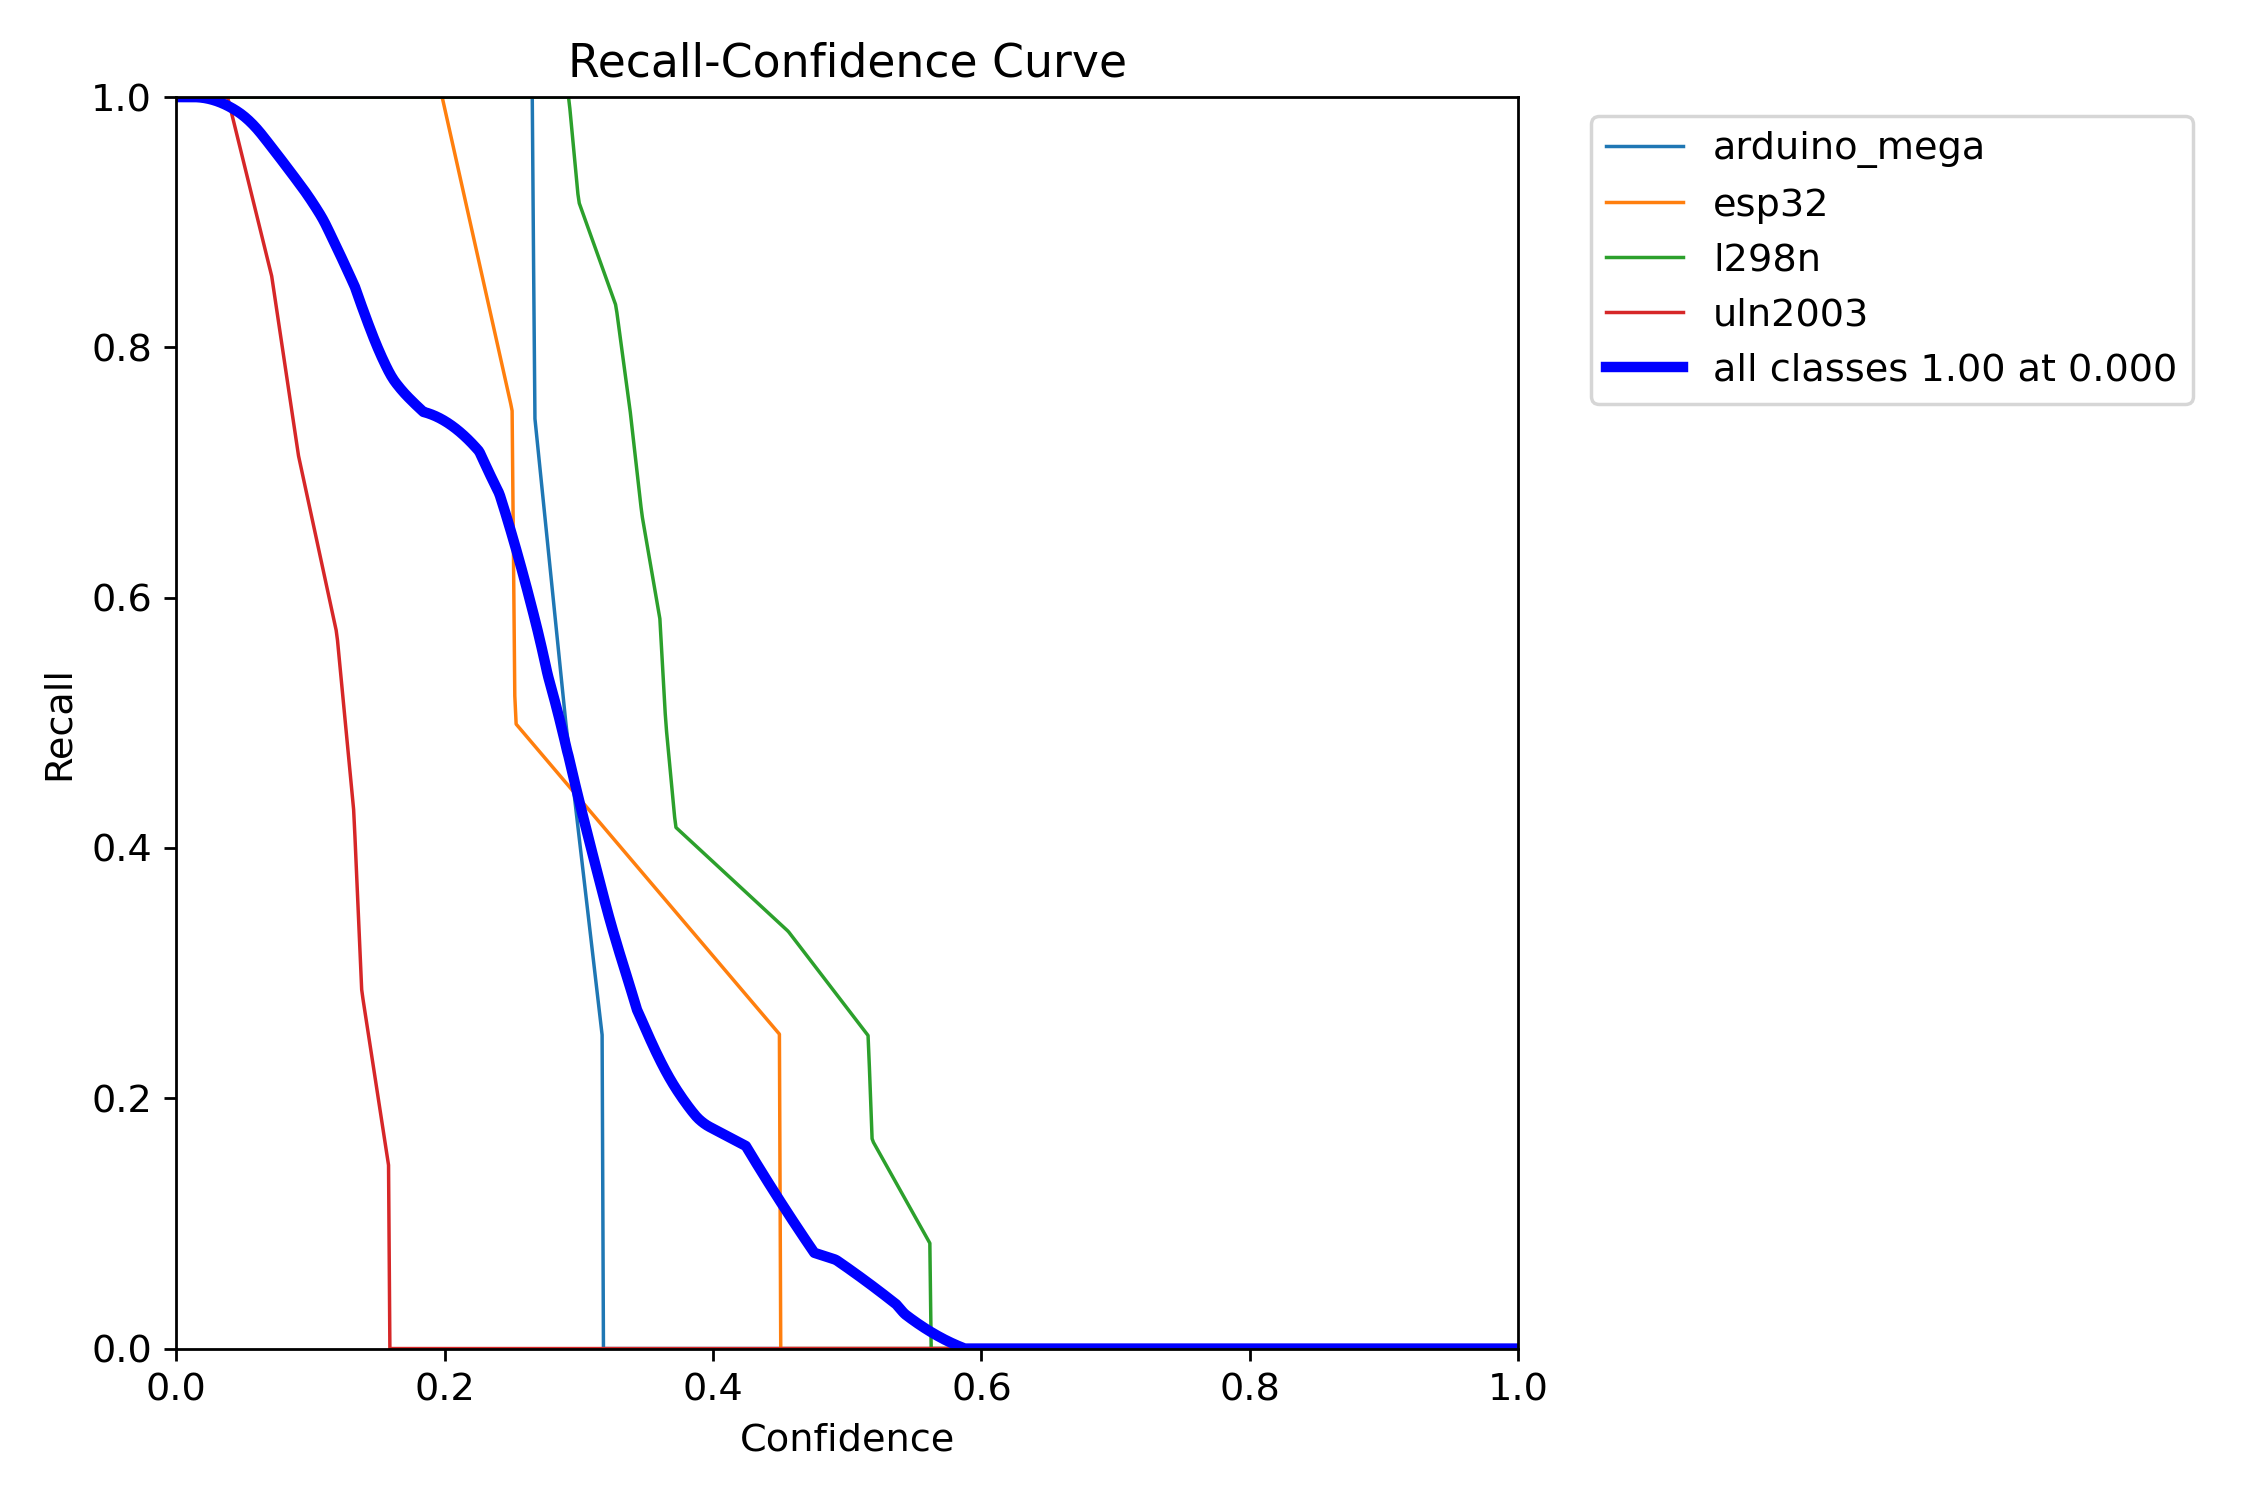 Recall-Confidence Curve
1.0
0.8
0.6
0.4
0.2
0.0
Recall
0.0 0.2 0.4 0.6 0.8 1.0
Confidence
arduino_mega
esp32
l298n
uln2003
all classes 1.00 at 0.000